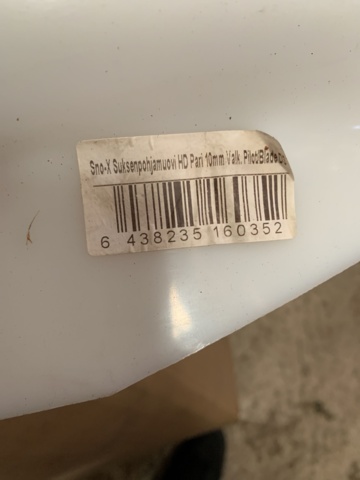 Sno-X Suksenpohjamuovi HD Pari 10mm Valk. Pilot/Blade
6 438235 160352